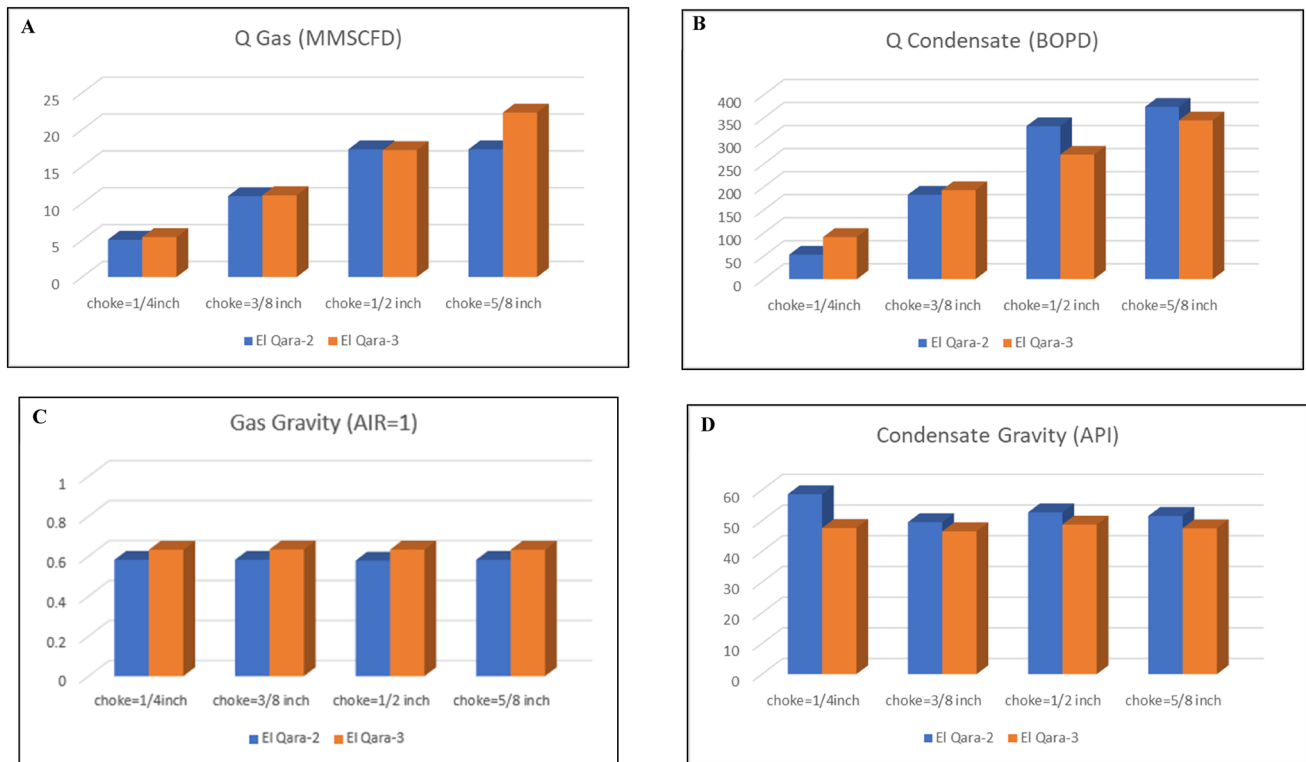 A
Q Gas (MMSCFD)
25
20
15
10
5
0
choke=1/4inch choke=3/8 inch choke=1/2 inch choke=5/8 inch
El Qara-2 El Qara-3
B
Q Condensate (BOPD)
400
350
300
250
200
150
100
50
0
choke=1/4inch choke=3/8 inch choke=1/2 inch choke=5/8 inch
El Qara-2 El Qara-3
C
Gas Gravity (AIR=1)
1
0.8
0.6
0.4
0.2
0
choke=1/4inch choke=3/8 inch choke=1/2 inch choke=5/8 inch
El Qara-2 El Qara-3
D
Condensate Gravity (API)
60
50
40
30
20
10
0
choke=1/4inch choke=3/8 inch choke=1/2 inch choke=5/8 inch
El Qara-2 El Qara-3